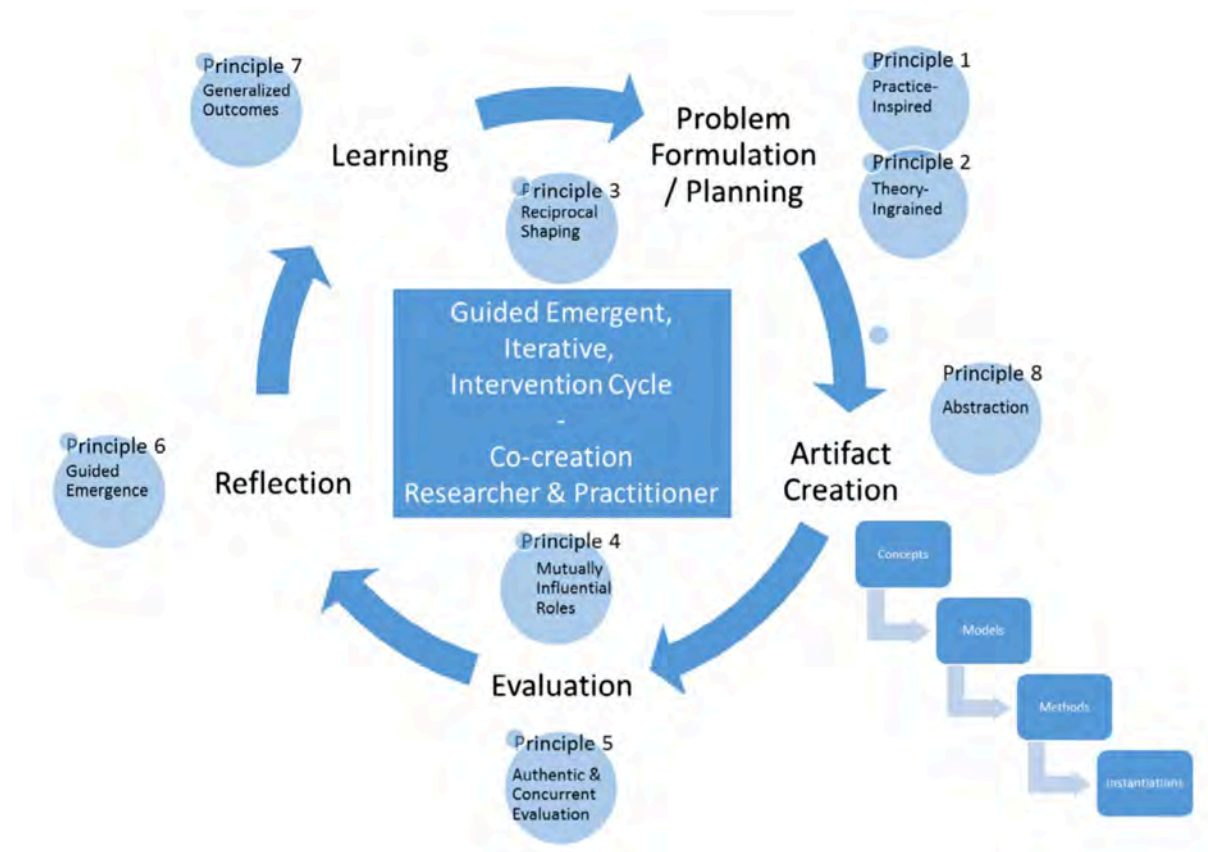 Principle 7
Generalized
Outcomes
Learning
Problem
Formulation
/ Planning
Principle 1
Practice-
Inspired
Principle 2
Theory-
Ingrained
Principle 3
Reciprocal
Shaping
Guided Emergent,
Iterative,
Intervention Cycle
-
Co-creation
Researcher & Practitioner
Principle 8
Abstraction
Artifact
Creation
Concepts
Models
Methods
Instantiations
Principle 4
Mutually
Influential
Roles
Evaluation
Principle 5
Authentic &
Concurrent
Evaluation
Principle 6
Guided
Emergence
Reflection